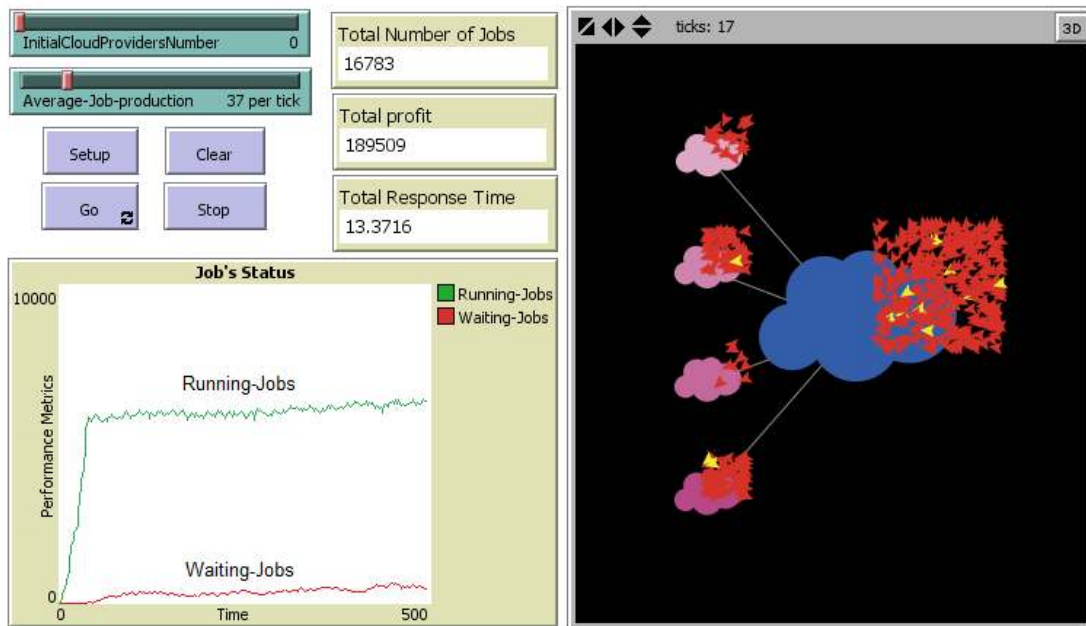 InitialCloudProvidersNumber 0
Average-Job-production 37 per tick
Setup
Clear
Go
Stop
Total Number of Jobs
16783
Total profit
189509
Total Response Time
13.3716
Job's Status
10000
Performance Metrics
0
0
Time
500
Running-Jobs
Waiting-Jobs
Running-Jobs
Waiting-Jobs
ticks: 17
3D